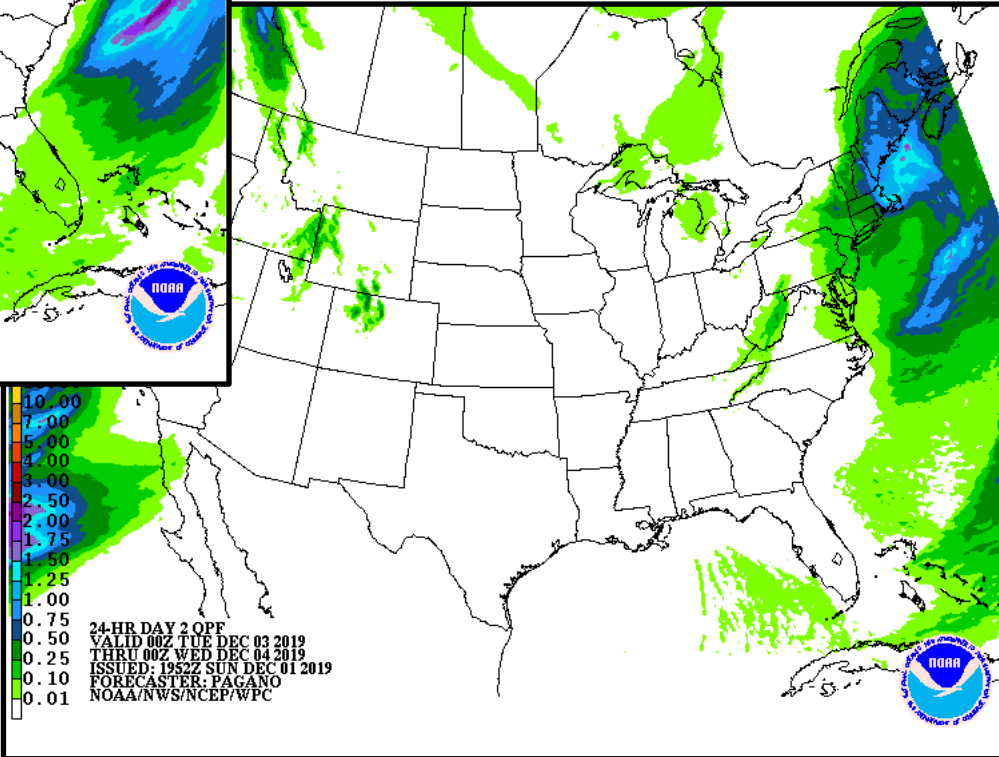 NOAA
10.00
7.00
5.00
4.00
3.00
2.50
2.00
1.75
1.50
1.25
1.00
0.75
0.50
0.25
0.10
0.01
24-HR DAY 2 QPF
VALID 00Z TUE DEC 03 2019
THRU 00Z WED DEC 04 2019
ISSUED: 1952Z SUN DEC 01 2019
FORECASTER: PAGANO
NOAA/NWS/NCEP/WPC
NOAA